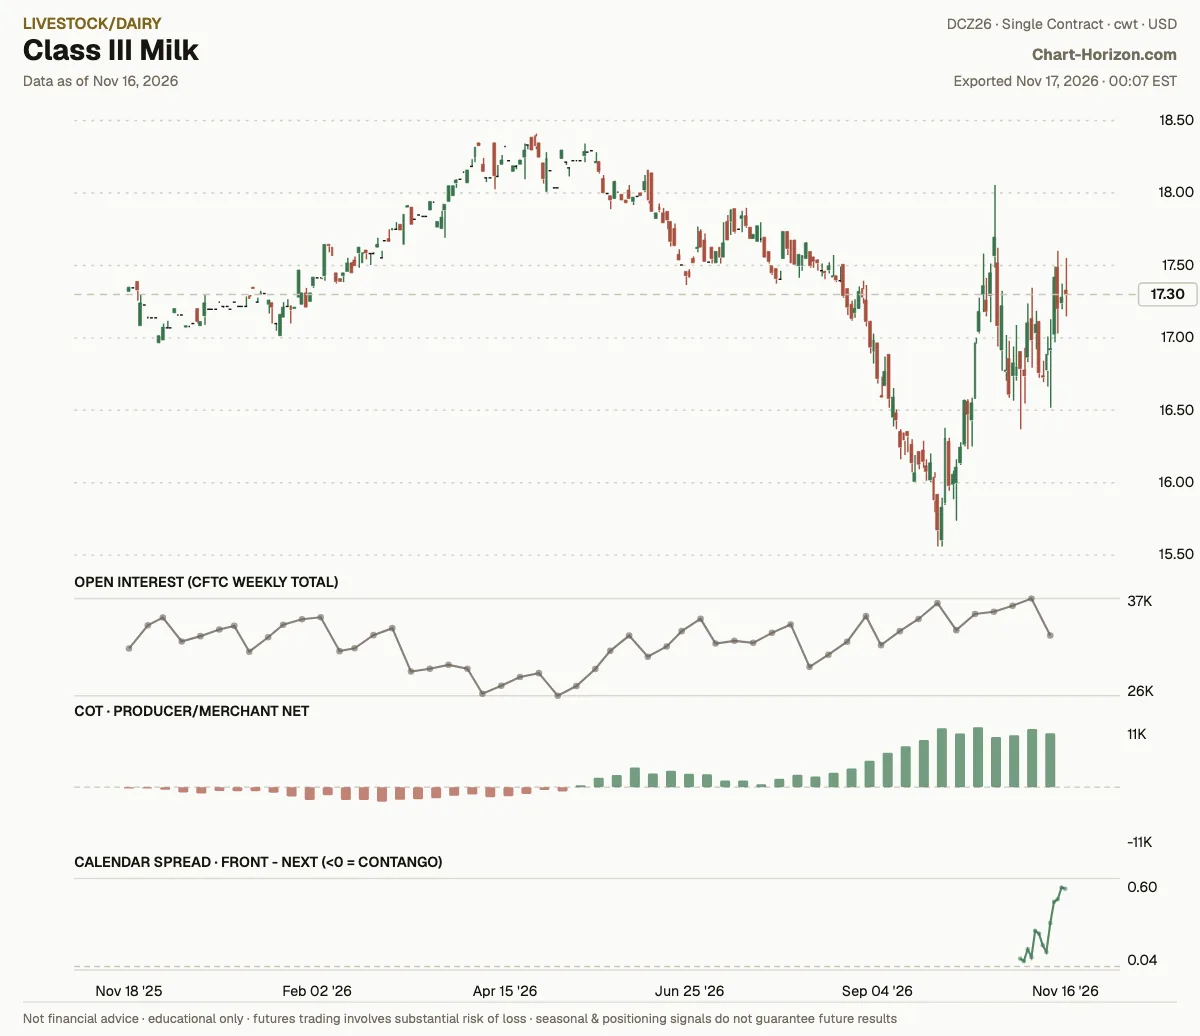 LIVESTOCK/DAIRY
DCZ26 · Single Contract · cwt · USD
Class III Milk
Chart-Horizon.com
Data as of Nov 16, 2026
Exported Nov 17, 2026 · 00:07 EST
18.50
18.00
17.50
17.30
17.00
16.50
16.00
15.50
OPEN INTEREST (CFTC WEEKLY TOTAL)
37K
26K
COT · PRODUCER/MERCHANT NET
11K
-11K
CALENDAR SPREAD · FRONT - NEXT (<0 = CONTANGO)
0.60
0.04
Nov 18 '25 Feb 02 '26 Apr 15 '26 Jun 25 '26 Sep 04 '26 Nov 16 '26
Not financial advice · educational only · futures trading involves substantial risk of loss · seasonal & positioning signals do not guarantee future results